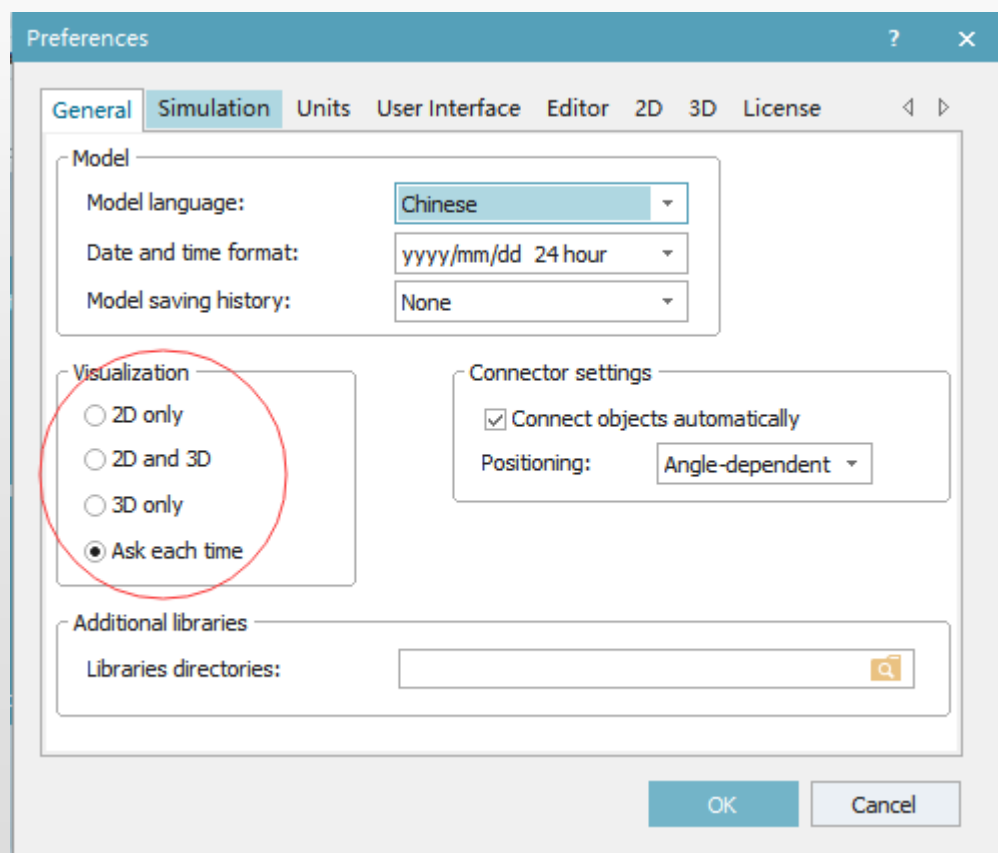 Preferences
General Simulation Units User Interface Editor 2D 3D License
Model
Model language: Chinese
Date and time format: yyyy/mm/dd 24 hour
Model saving history: None
Visualization
2D only
2D and 3D
3D only
Ask each time
Connector settings
Connect objects automatically
Positioning: Angle-dependent
Additional libraries
Libraries directories:
OK Cancel